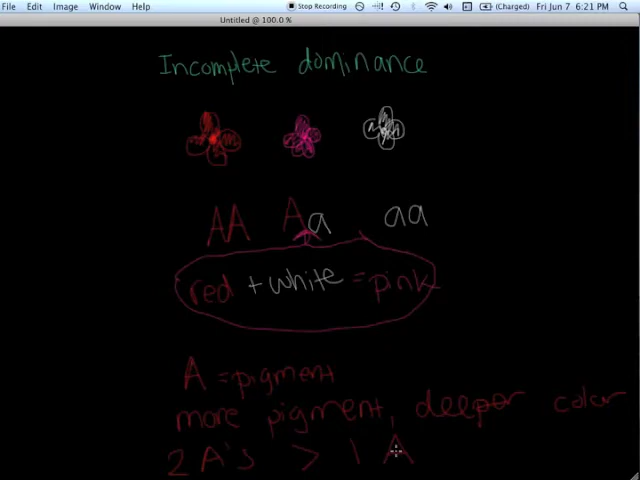 File Edit Image Window Help Stop Recording (Charged) Fri Jun 7 6:21 PM
Untitled @ 100.0 %
Incomplete dominance
AA Aa aa
red + white = pink
A = pigment
more pigment, deeper color
2 A's > 1 A